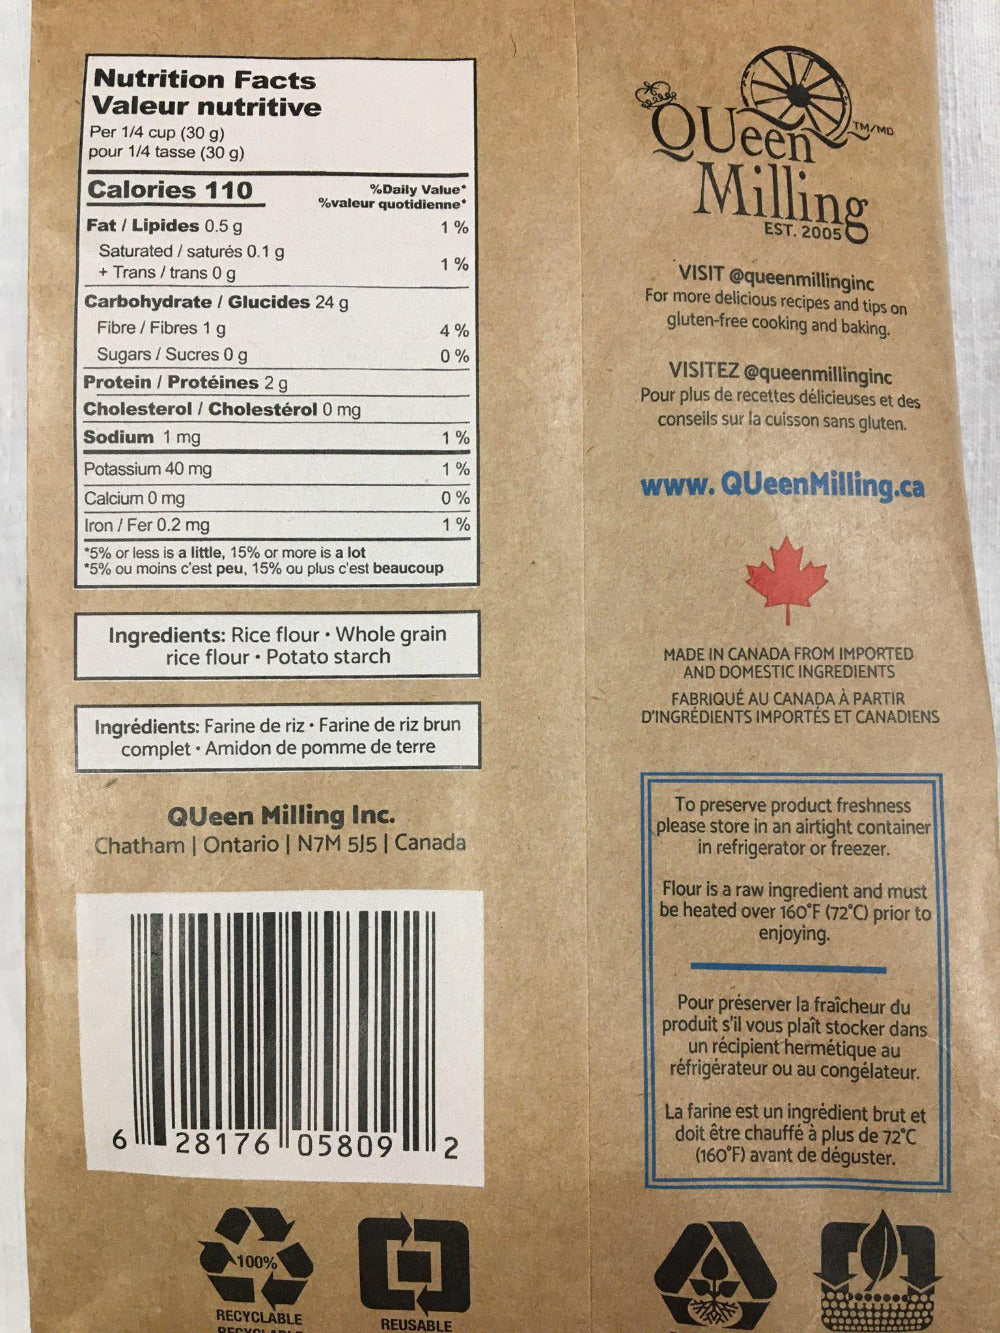 Nutrition Facts
Valeur nutritive
Per 1/4 cup (30 g)
pour 1/4 tasse (30 g)
Calories 110
%Daily Value*
%valeur quotidienne*
Fat / Lipides 0.5 g 1 %
Saturated / saturés 0.1 g
+ Trans / trans 0 g 1 %
Carbohydrate / Glucides 24 g
Fibre / Fibres 1 g 4 %
Sugars / Sucres 0 g 0 %
Protein / Protéines 2 g
Cholesterol / Cholestérol 0 mg
Sodium 1 mg 1 %
Potassium 40 mg 1 %
Calcium 0 mg 0 %
Iron / Fer 0.2 mg 1 %
*5% or less is a little, 15% or more is a lot
*5% ou moins c'est peu, 15% ou plus c'est beaucoup
Ingredients: Rice flour • Whole grain
rice flour • Potato starch
Ingrédients: Farine de riz • Farine de riz brun
complet • Amidon de pomme de terre
QUeen Milling Inc.
Chatham | Ontario | N7M 5J5 | Canada
6 28176 05809 2
100%
RECYCLABLE
RECYCLABLE
REUSABLE
QUeen TM/MD
Milling
EST. 2005
VISIT @queenmillinginc
For more delicious recipes and tips on
gluten-free cooking and baking.
VISITEZ @queenmillinginc
Pour plus de recettes délicieuses et des
conseils sur la cuisson sans gluten.
www. QUeenMilling.ca
MADE IN CANADA FROM IMPORTED
AND DOMESTIC INGREDIENTS
FABRIQUÉ AU CANADA À PARTIR
D'INGRÉDIENTS IMPORTÉS ET CANADIENS
To preserve product freshness
please store in an airtight container
in refrigerator or freezer.
Flour is a raw ingredient and must
be heated over 160°F (72°C) prior to
enjoying.
Pour préserver la fraîcheur du
produit s'il vous plaît stocker dans
un récipient hermétique au
réfrigérateur ou au congélateur.
La farine est un ingrédient brut et
doit être chauffé à plus de 72°C
(160°F) avant de déguster.